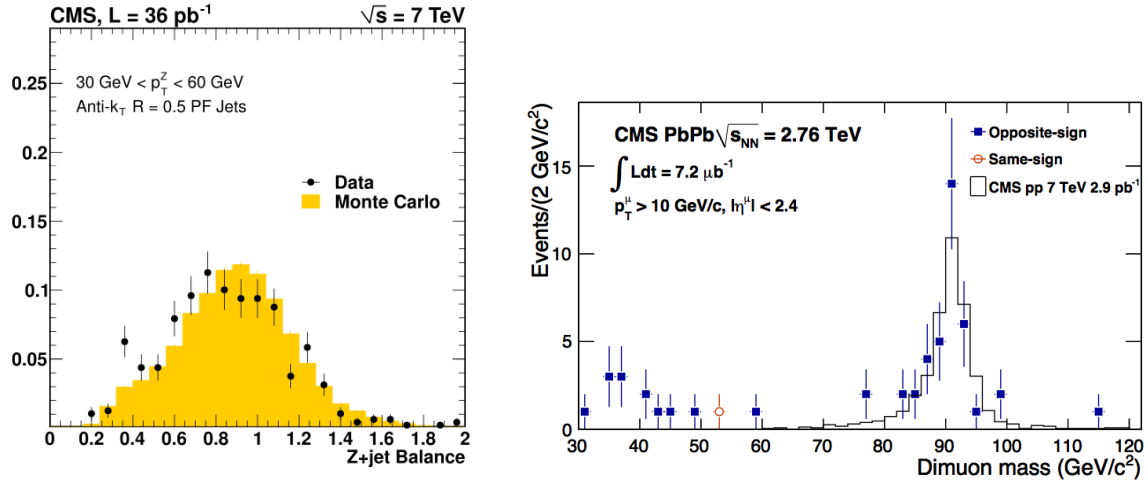 CMS, L = 36 pb⁻¹ √s = 7 TeV
30 GeV < p_T^Z < 60 GeV
Anti-k_T R = 0.5 PF Jets
Data
Monte Carlo
0.25
0.2
0.15
0.1
0.05
0 0.2 0.4 0.6 0.8 1 1.2 1.4 1.6 1.8 2
Z+jet Balance
CMS PbPb √s_NN = 2.76 TeV
∫ Ldt = 7.2 μb⁻¹
p_T^μ > 10 GeV/c, |η^μ| < 2.4
Opposite-sign
Same-sign
CMS pp 7 TeV 2.9 pb⁻¹
Events/(2 GeV/c²)
15
10
5
0
30 40 50 60 70 80 90 100 110 120
Dimuon mass (GeV/c²)